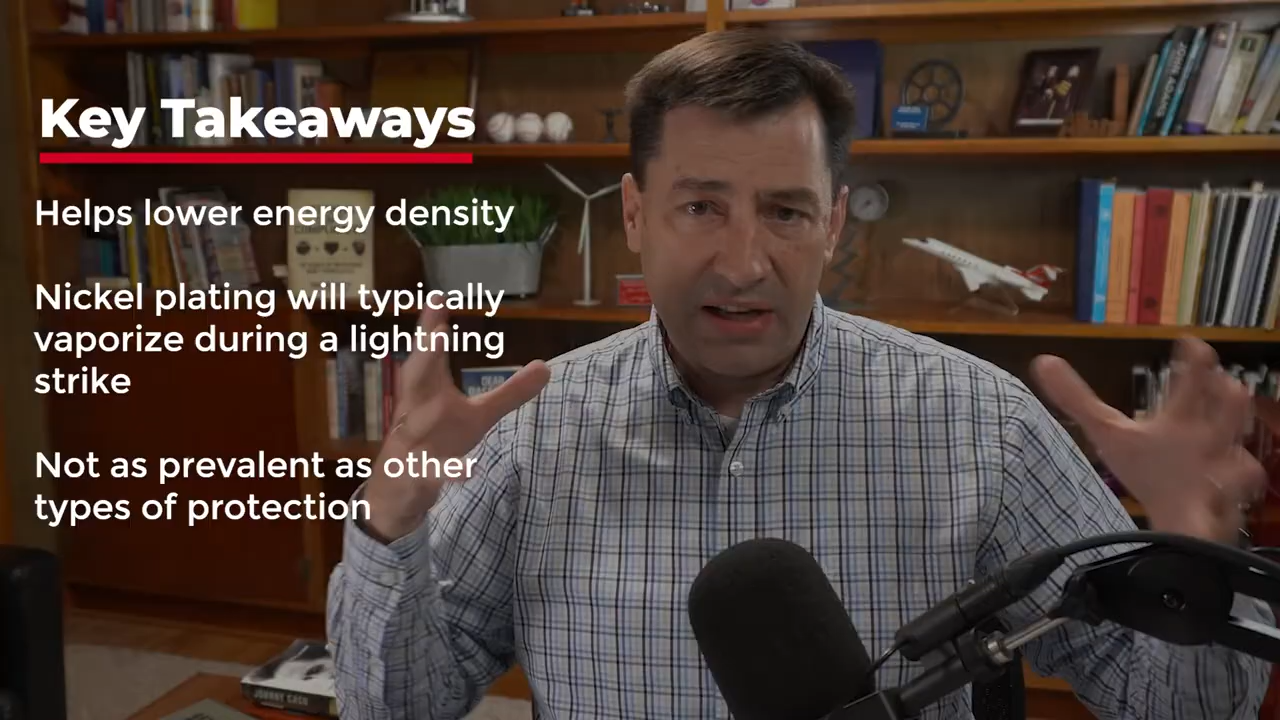 Key Takeaways
Helps lower energy density
Nickel plating will typically
vaporize during a lightning
strike
Not as prevalent as other
types of protection
JOHNNY CASH